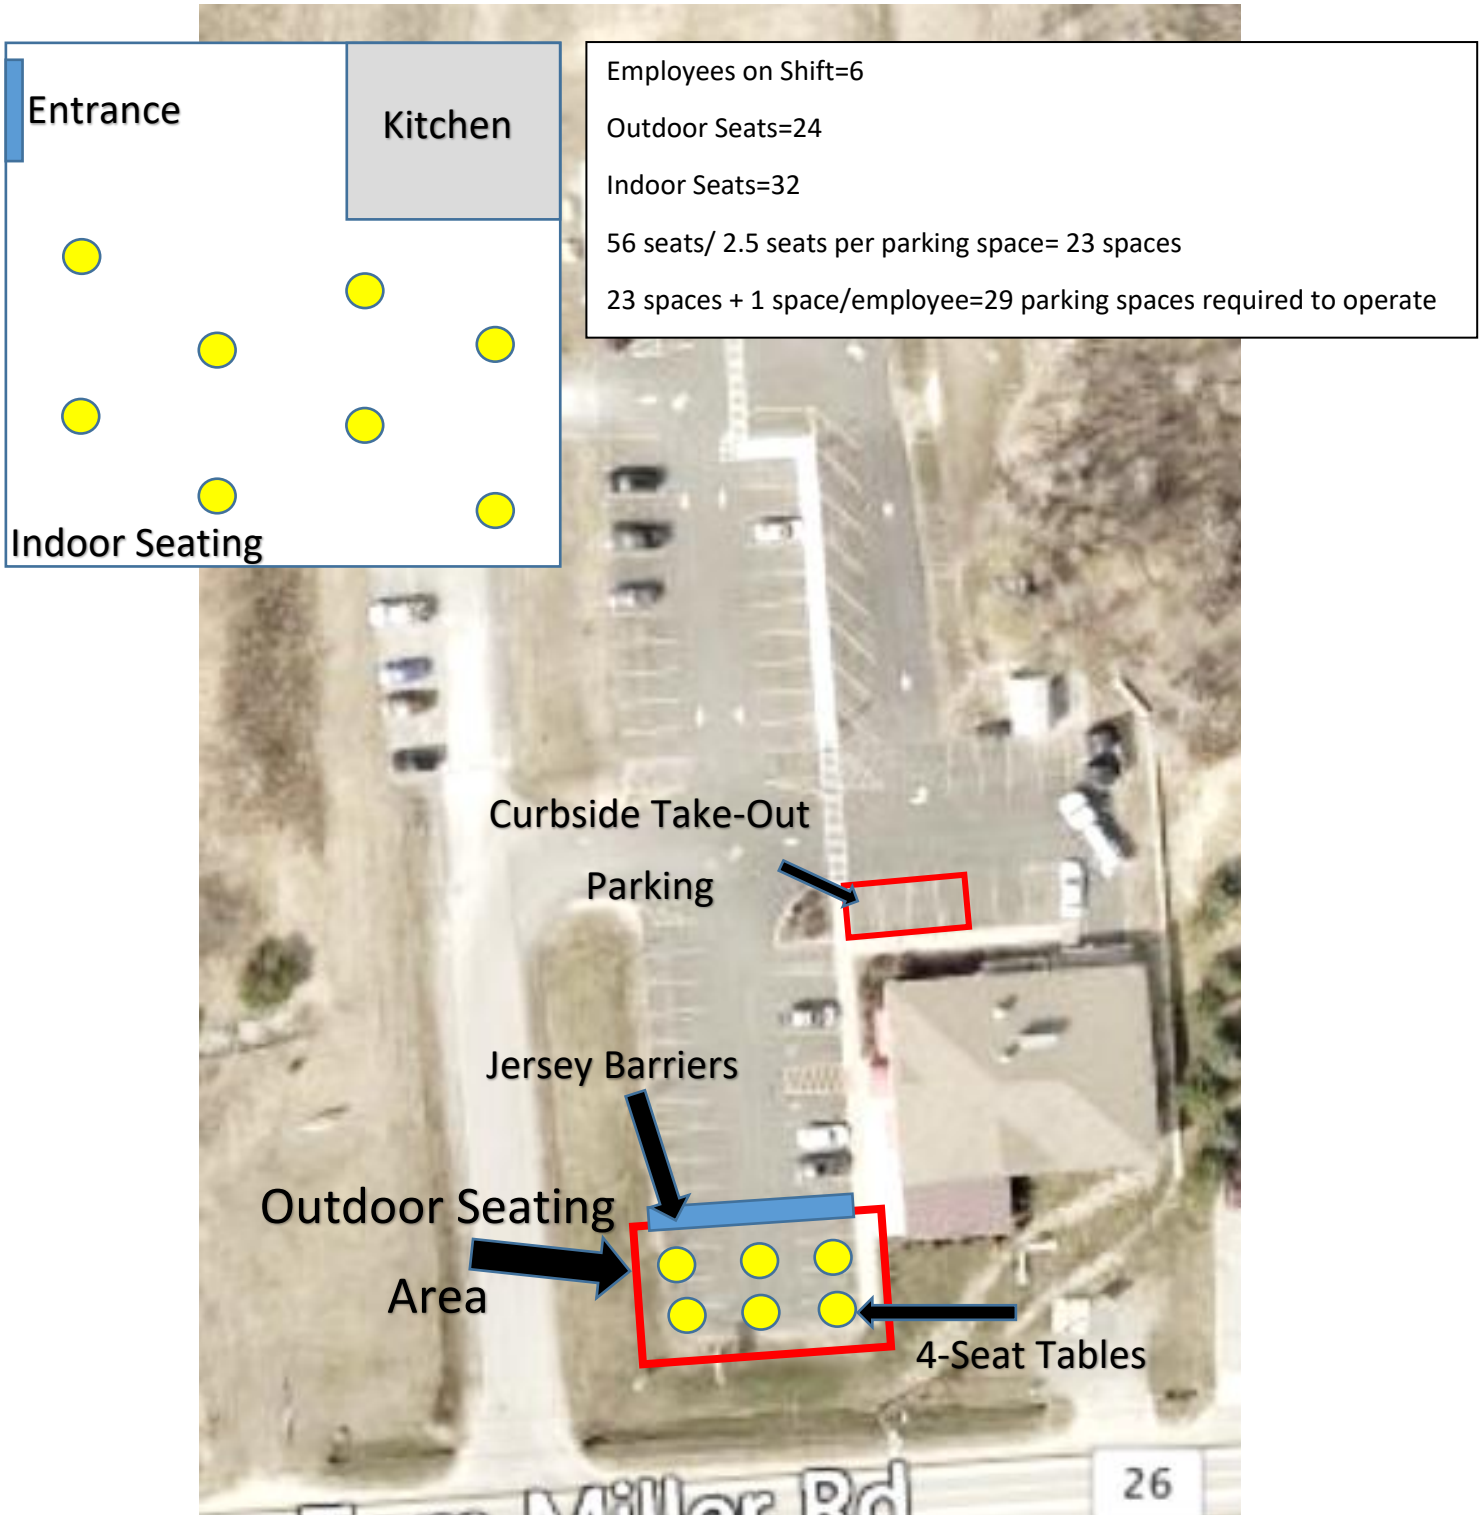 Entrance
Kitchen
Indoor Seating
Employees on Shift=6
Outdoor Seats=24
Indoor Seats=32
56 seats/ 2.5 seats per parking space= 23 spaces
23 spaces + 1 space/employee=29 parking spaces required to operate
Curbside Take-Out
Parking
Jersey Barriers
Outdoor Seating
Area
4-Seat Tables
Miller Rd
26